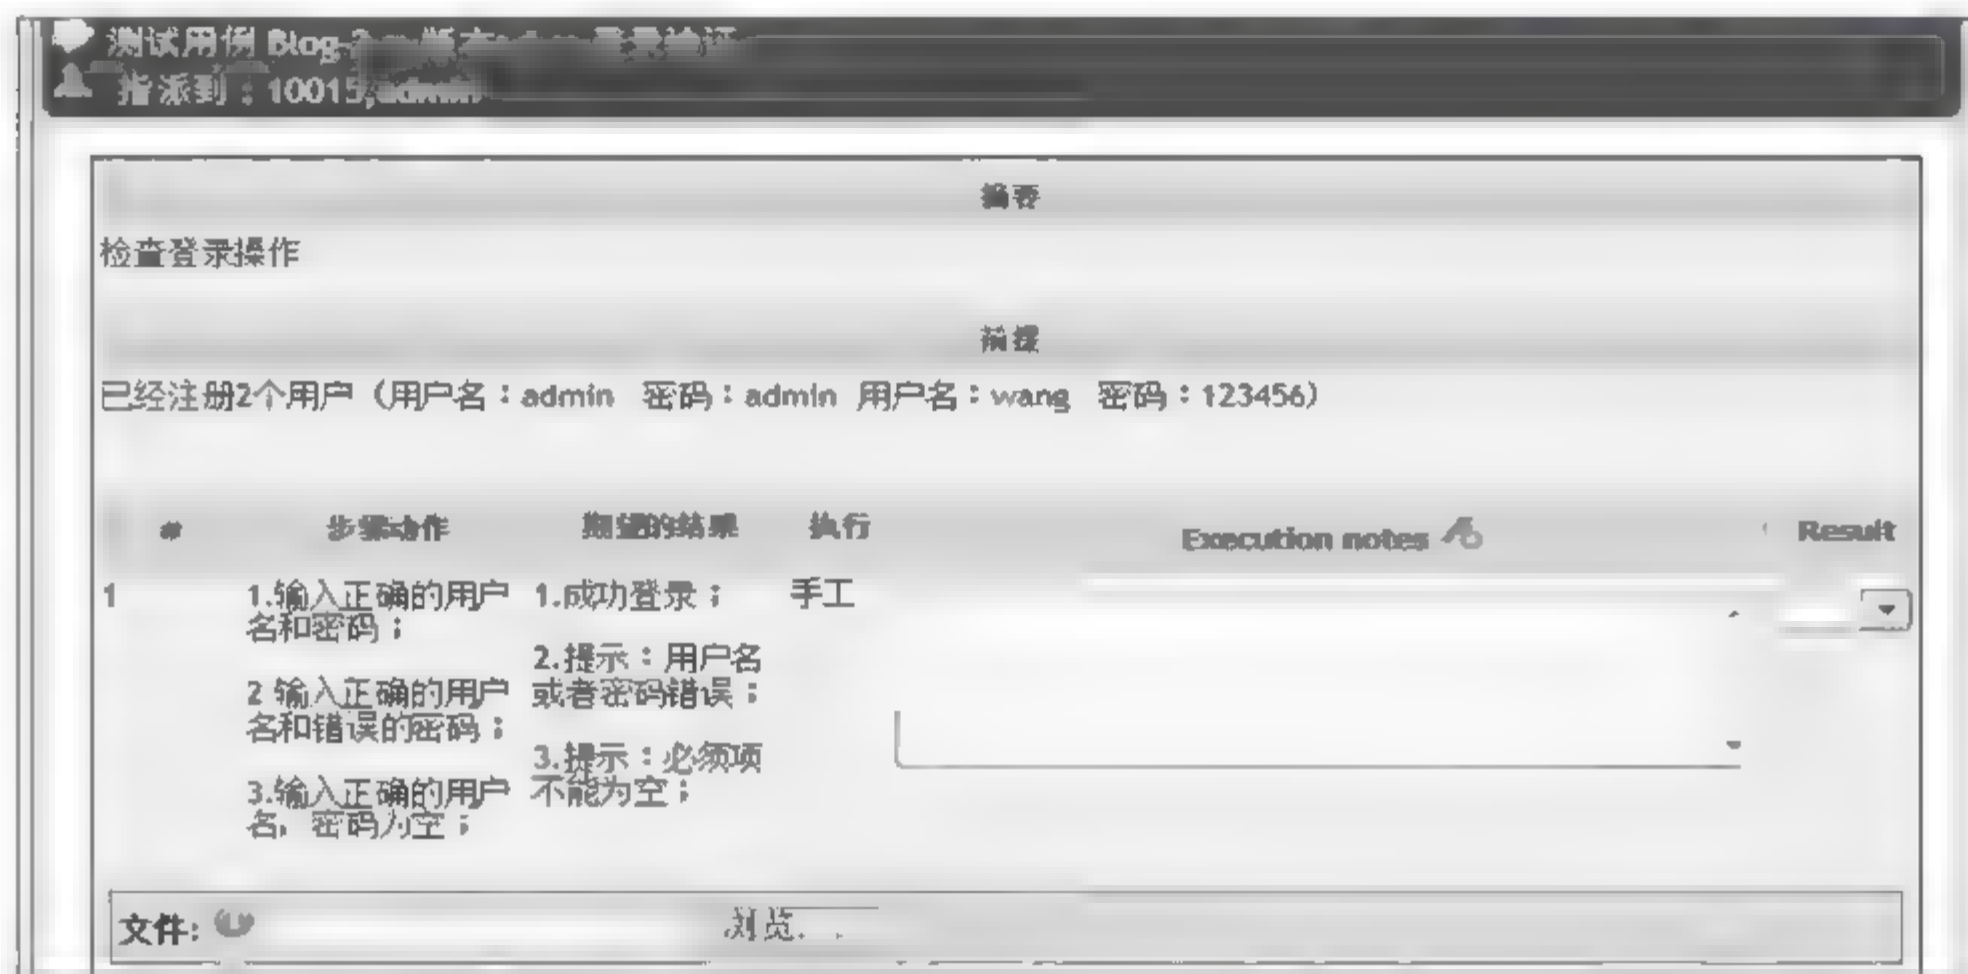 测试用例 Blog-
指派到：10015,admin
摘要
检查登录操作
前提
已经注册2个用户（用户名：admin 密码：admin 用户名：wang 密码：123456）
# 步骤动作 期望的结果 执行 Execution notes Result
1
1.输入正确的用户
名和密码；
2 输入正确的用户
名和错误的密码；
3.输入正确的用户
名，密码为空；
1.成功登录；
2.提示：用户名
或者密码错误；
3.提示：必须项
不能为空；
手工
文件:
浏览...